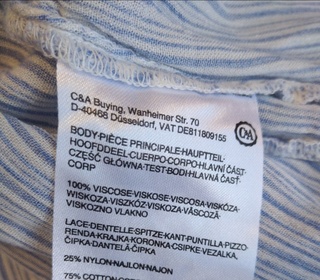 C&A Buying, Wanheimer Str. 70
D-40468 Düsseldorf, VAT DE811809155
C&A
BODY-PIÈCE PRINCIPALE-HAUPTTEIL-
HOOFDDEEL-CUERPO-CORPO-HLAVNÍ ČÁST-
CZĘŚĆ GŁÓWNA-TEST-BODI-HLAVNÁ ČASŤ-
CORP
100% VISCOSE-VISKOSE-VISCOSA-VISKÓZA-
WISKOZA-VISZKÓZ-VISKOZA-VÂSCOZĂ-
VISKOZNO VLAKNO
LACE-DENTELLE-SPITZE-KANT-PUNTILLA-PIZZO-
RENDA-KRAJKA-KORONKA-CSIPKE-VEZALKA,
ČIPKA-DANTELĂ-ČIPKA
25% NYLON-NAJLON-NAJON
75% COTTON